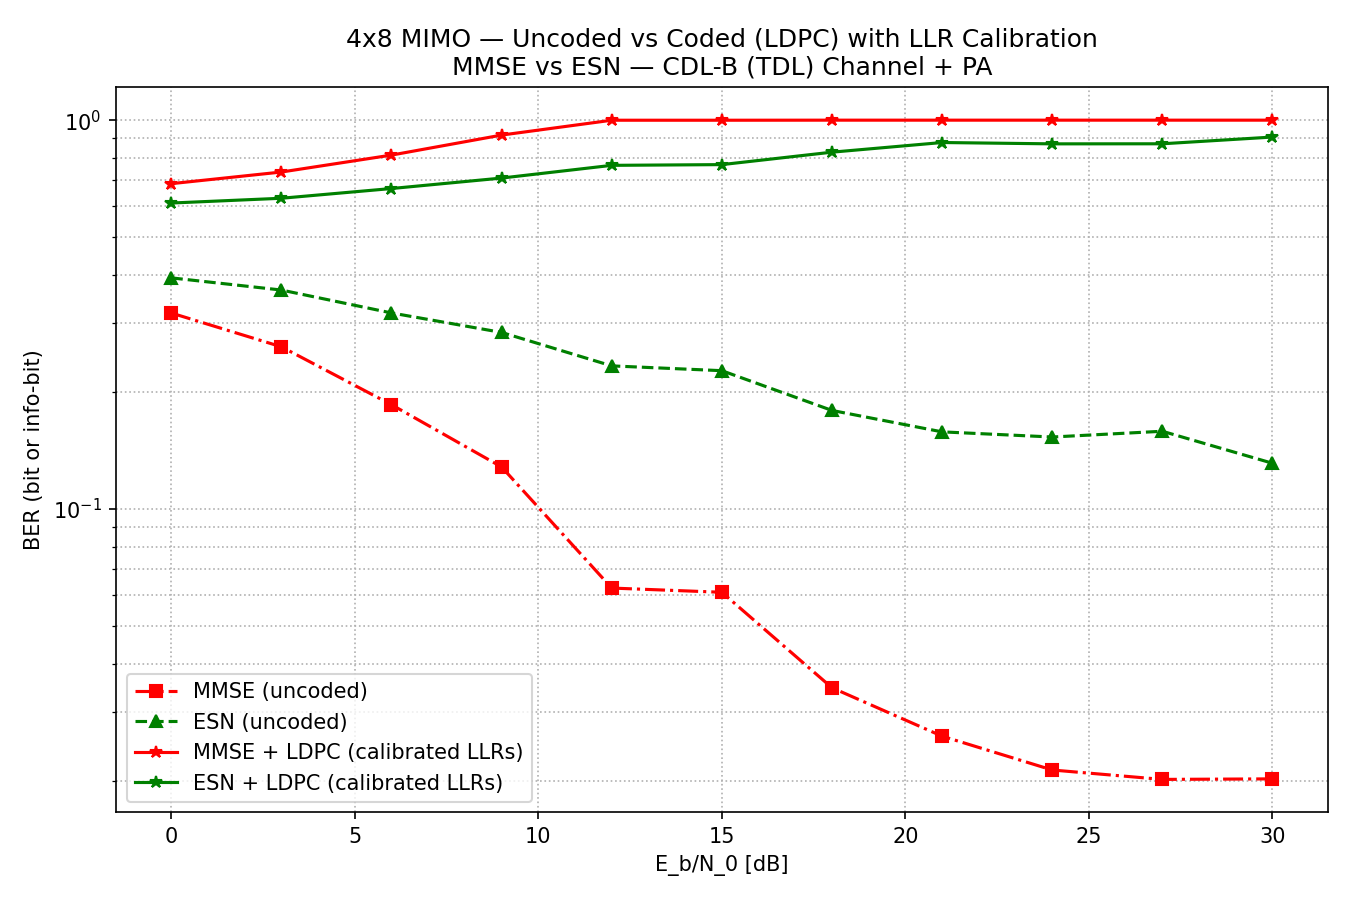 4x8 MIMO — Uncoded vs Coded (LDPC) with LLR Calibration
MMSE vs ESN — CDL-B (TDL) Channel + PA
BER (bit or info-bit)
10^0
10^-1
MMSE (uncoded)
ESN (uncoded)
MMSE + LDPC (calibrated LLRs)
ESN + LDPC (calibrated LLRs)
0 5 10 15 20 25 30
E_b/N_0 [dB]